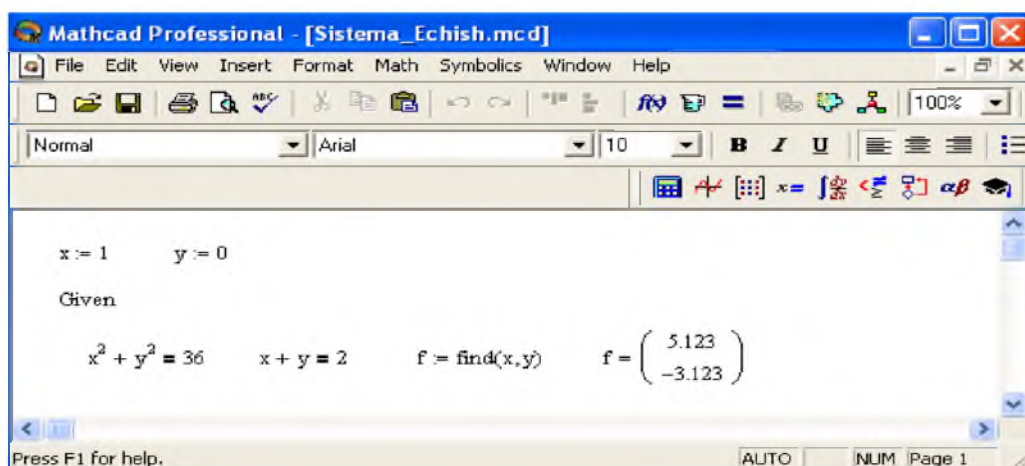 Mathcad Professional - [Sistema_Echish.mcd]
File Edit View Insert Format Math Symbolics Window Help
100%
Normal Arial 10 B I U
x := 1 y := 0
Given
x² + y² = 36 x + y = 2 f := find(x,y) f = ( 5.123
-3.123 )
Press F1 for help. AUTO NUM Page 1